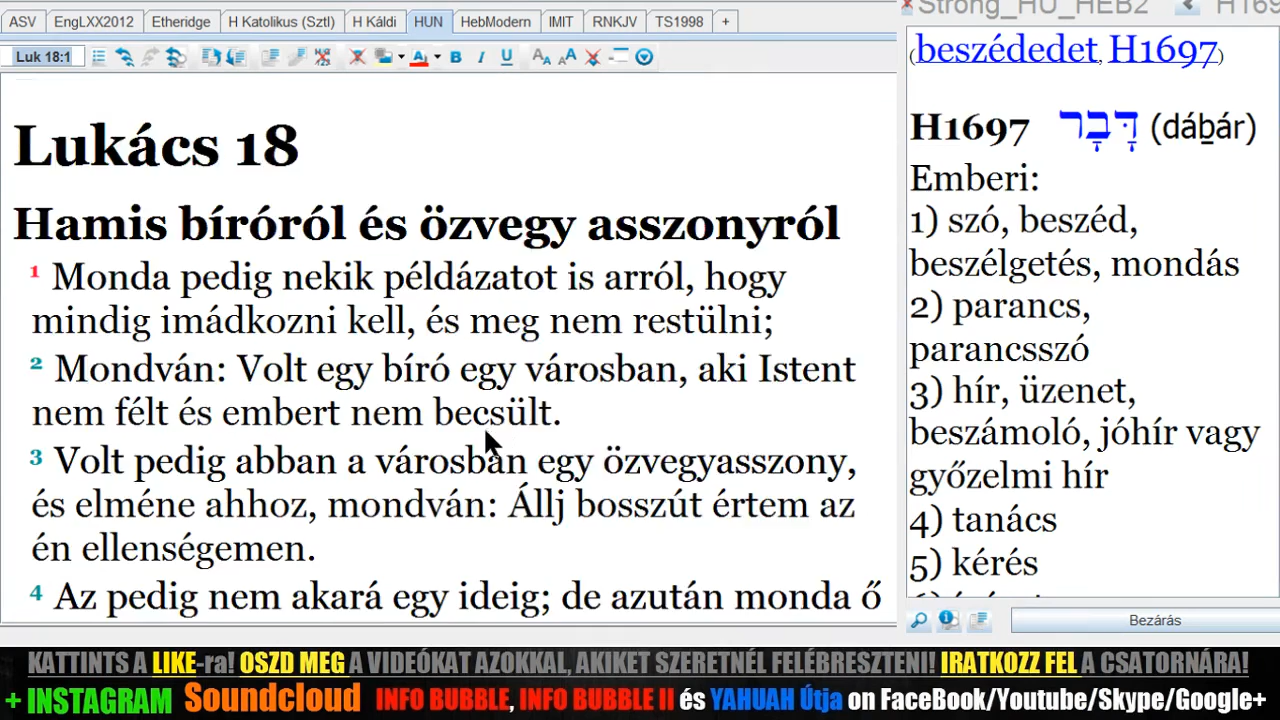 ASV EngLXX2012 Etheridge H Katolikus (Sztl) H Káldi HUN HebModern IMIT RNKJV TS1998 +
Luk 18:1
Lukács 18
Hamis bíróról és özvegy asszonyról
1 Monda pedig nekik példázatot is arról, hogy
mindig imádkozni kell, és meg nem restülni;
2 Mondván: Volt egy bíró egy városban, aki Istent
nem félt és embert nem becsült.
3 Volt pedig abban a városban egy özvegyasszony,
és elméne ahhoz, mondván: Állj bosszút értem az
én ellenségemen.
4 Az pedig nem akará egy ideig; de azután monda ő
Strong_HU_HEB2
(beszédedet, H1697)
H1697 דָּבָר (dáḇár)
Emberi:
1) szó, beszéd,
beszélgetés, mondás
2) parancs,
parancsszó
3) hír, üzenet,
beszámoló, jóhír vagy
győzelmi hír
4) tanács
5) kérés
Bezárás
KATTINTS A LIKE-ra! OSZD MEG A VIDEÓKAT AZOKKAL, AKIKET SZERETNÉL FELÉBRESZTENI! IRATKOZZ FEL A CSATORNÁRA!
+ INSTAGRAM Soundcloud INFO BUBBLE, INFO BUBBLE II és YAHUAH Útja on FaceBook/Youtube/Skype/Google+